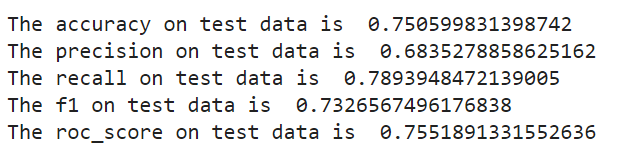 The accuracy on test data is  0.750599831398742
The precision on test data is  0.6835278858625162
The recall on test data is  0.7893948472139005
The f1 on test data is  0.7326567496176838
The roc_score on test data is  0.7551891331552636